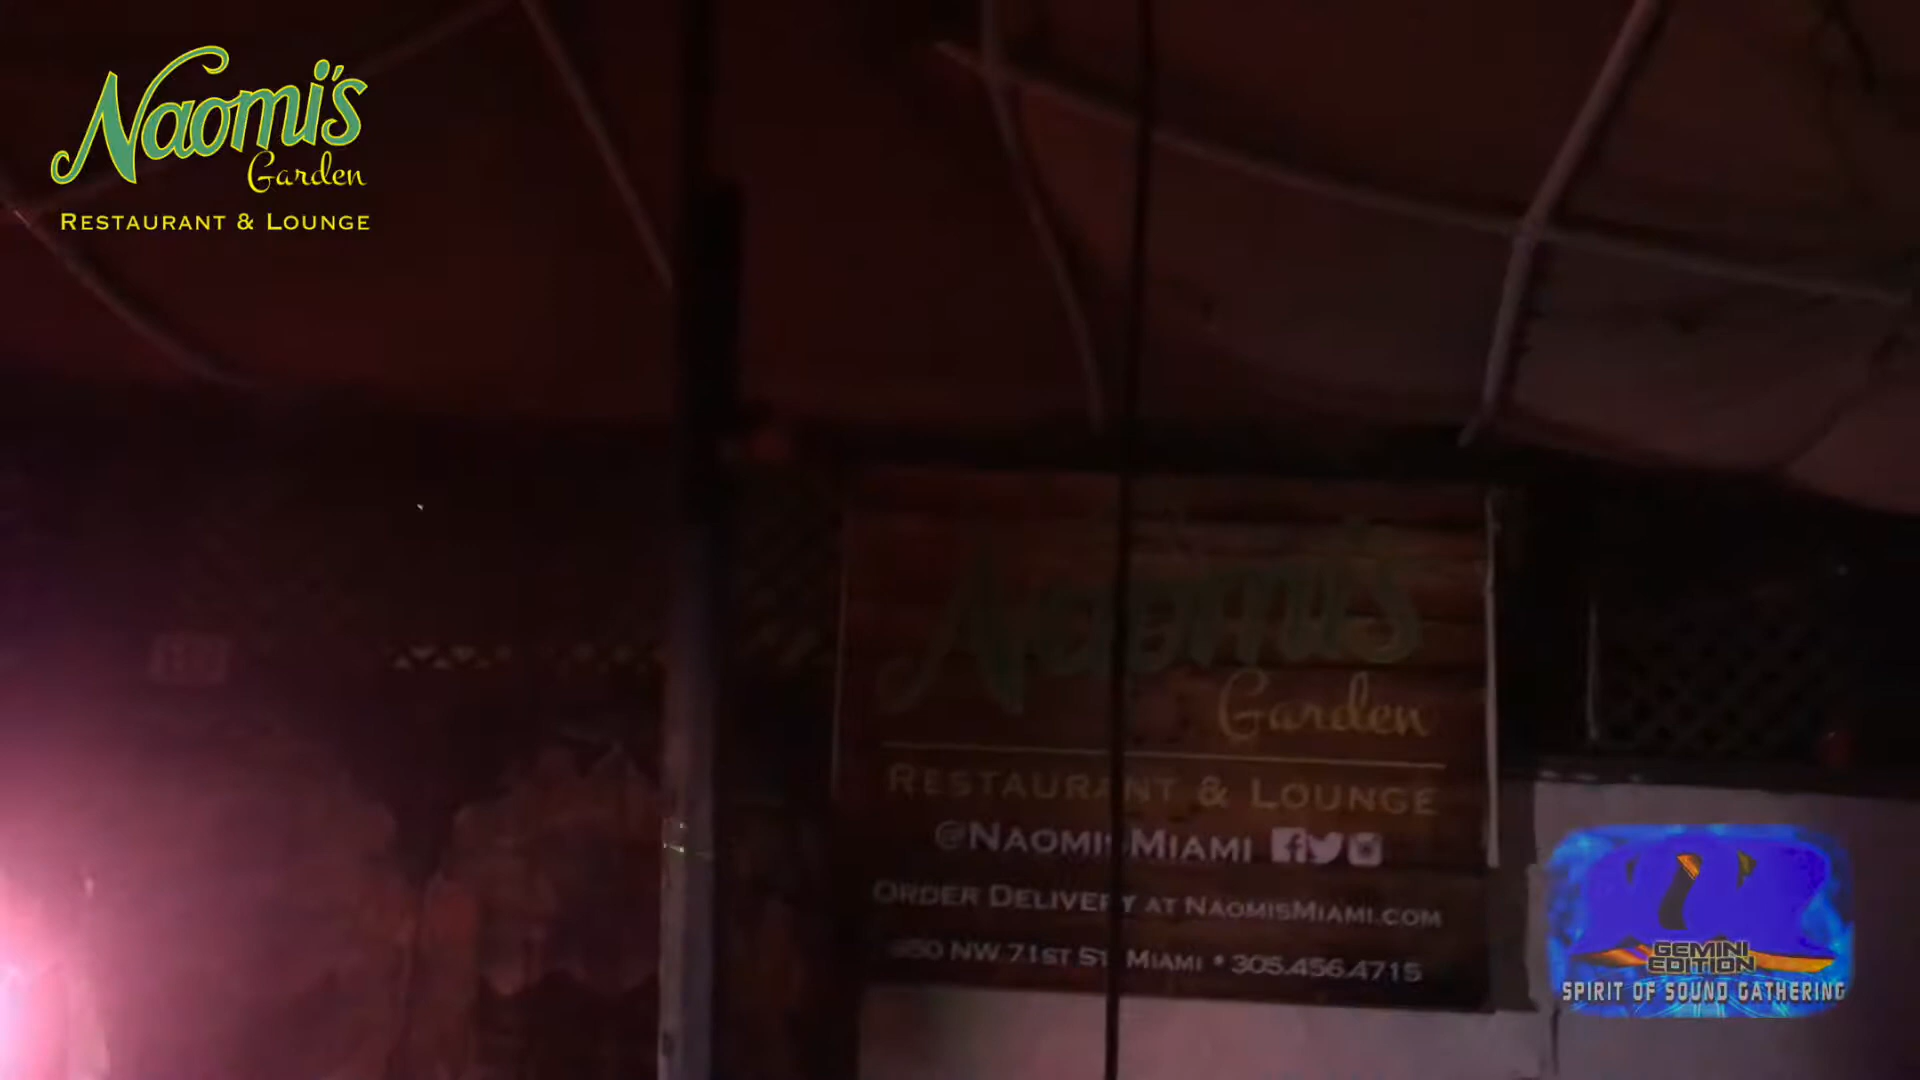 Naomi's
Garden
RESTAURANT & LOUNGE
Naomi's
Garden
RESTAURANT & LOUNGE
@NAOMISMIAMI
ORDER DELIVERY AT NAOMISMIAMI.COM
NW 71ST ST MIAMI * 305.456.4715
GEMINI
EDITION
SPIRIT OF SOUND GATHERING